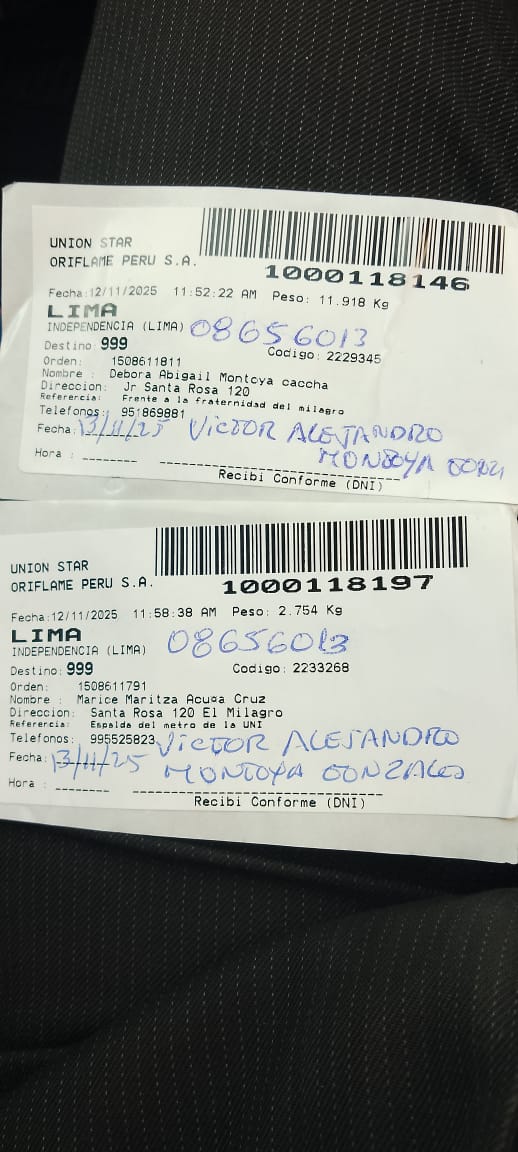 UNION STAR
ORIFLAME PERU S.A.
1000118146
Fecha:12/11/2025 11:52:22 AM Peso: 11.918 Kg
LIMA
INDEPENDENCIA (LIMA) 08656013
Destino: 999 Codigo: 2229345
Orden: 1508611811
Nombre : Debora Abigail Montoya caccha
Direccion: Jr Santa Rosa 120
Referencia: Frente a la fraternidad del milagro
Telefonos: 951869881
Fecha: 13/11/25 VICTOR ALEJANDRO
MONTOYA
Hora :
Recibi Conforme (DNI)
UNION STAR
ORIFLAME PERU S.A.
1000118197
Fecha:12/11/2025 11:58:38 AM Peso: 2.754 Kg
LIMA
INDEPENDENCIA (LIMA) 08656013
Destino: 999 Codigo: 2233268
Orden: 1508611791
Nombre : Marice Maritza Acuna Cruz
Direccion: Santa Rosa 120 El Milagro
Referencia: Espalda del metro de la UNI
Telefonos: 995525823 VICTOR ALEJANDRO
Fecha: 13/11/25 MONTOYA GONZALES
Hora :
Recibi Conforme (DNI)